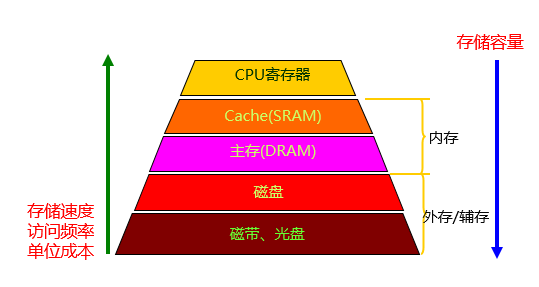 存储容量
CPU寄存器
Cache(SRAM)
主存(DRAM)
内存
磁盘
磁带、光盘
外存/辅存
存储速度
访问频率
单位成本